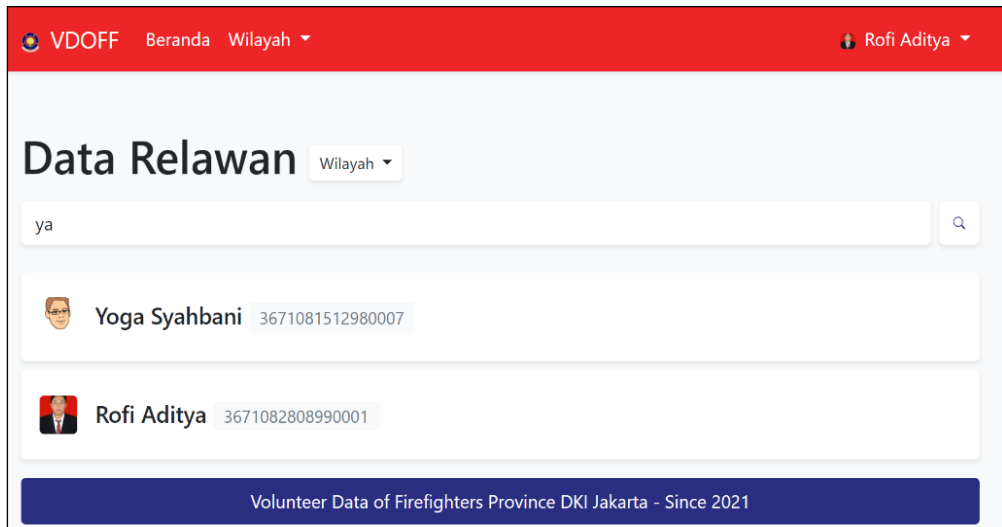 VDOFF Beranda Wilayah Rofi Aditya
Data Relawan Wilayah
ya
Yoga Syahbani 3671081512980007
Rofi Aditya 3671082808990001
Volunteer Data of Firefighters Province DKI Jakarta - Since 2021